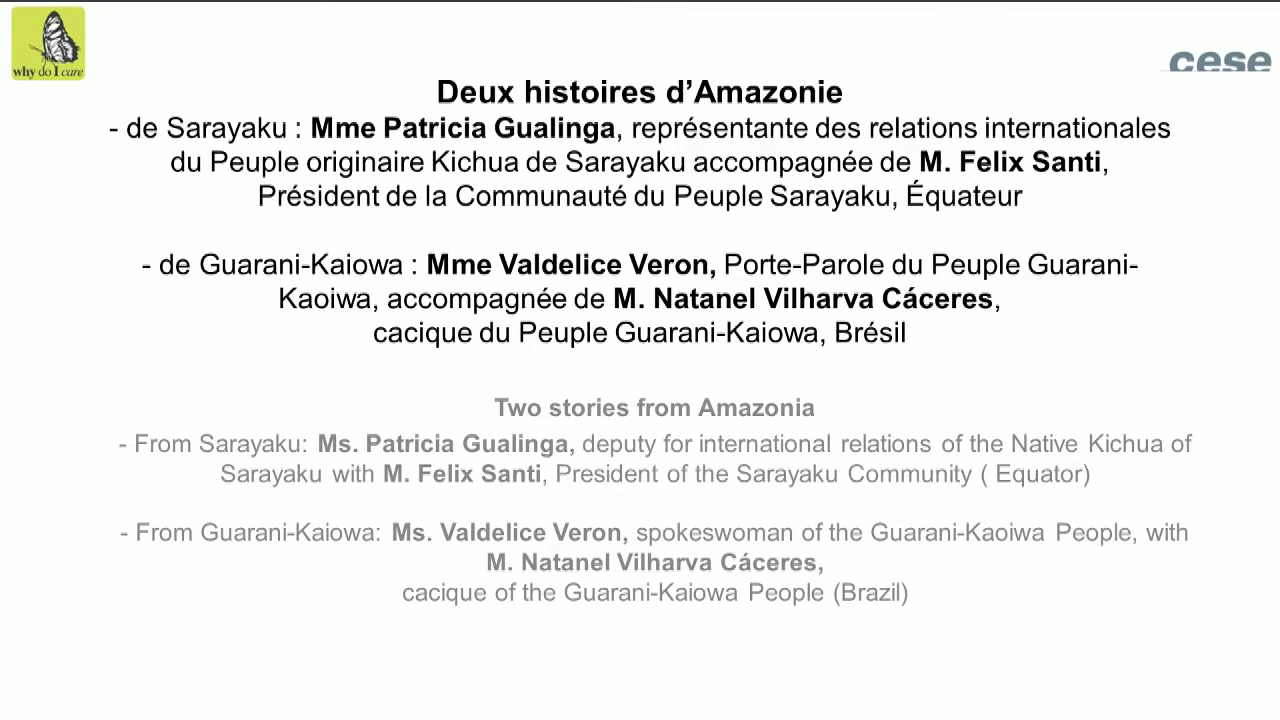 why do I care
cese
Deux histoires d’Amazonie
- de Sarayaku : Mme Patricia Gualinga, représentante des relations internationales
du Peuple originaire Kichua de Sarayaku accompagnée de M. Felix Santi,
Président de la Communauté du Peuple Sarayaku, Équateur
- de Guarani-Kaiowa : Mme Valdelice Veron, Porte-Parole du Peuple Guarani-
Kaoiwa, accompagnée de M. Natanel Vilharva Cáceres,
cacique du Peuple Guarani-Kaiowa, Brésil
Two stories from Amazonia
- From Sarayaku: Ms. Patricia Gualinga, deputy for international relations of the Native Kichua of
Sarayaku with M. Felix Santi, President of the Sarayaku Community ( Equator)
- From Guarani-Kaiowa: Ms. Valdelice Veron, spokeswoman of the Guarani-Kaoiwa People, with
M. Natanel Vilharva Cáceres,
cacique of the Guarani-Kaiowa People (Brazil)